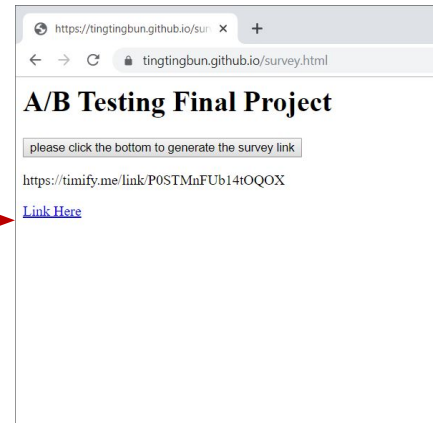 https://tingtingbun.github.io/sur
tingtingbun.github.io/survey.html
A/B Testing Final Project
please click the bottom to generate the survey link
https://timify.me/link/P0STMnFUb14tOQOX
Link Here